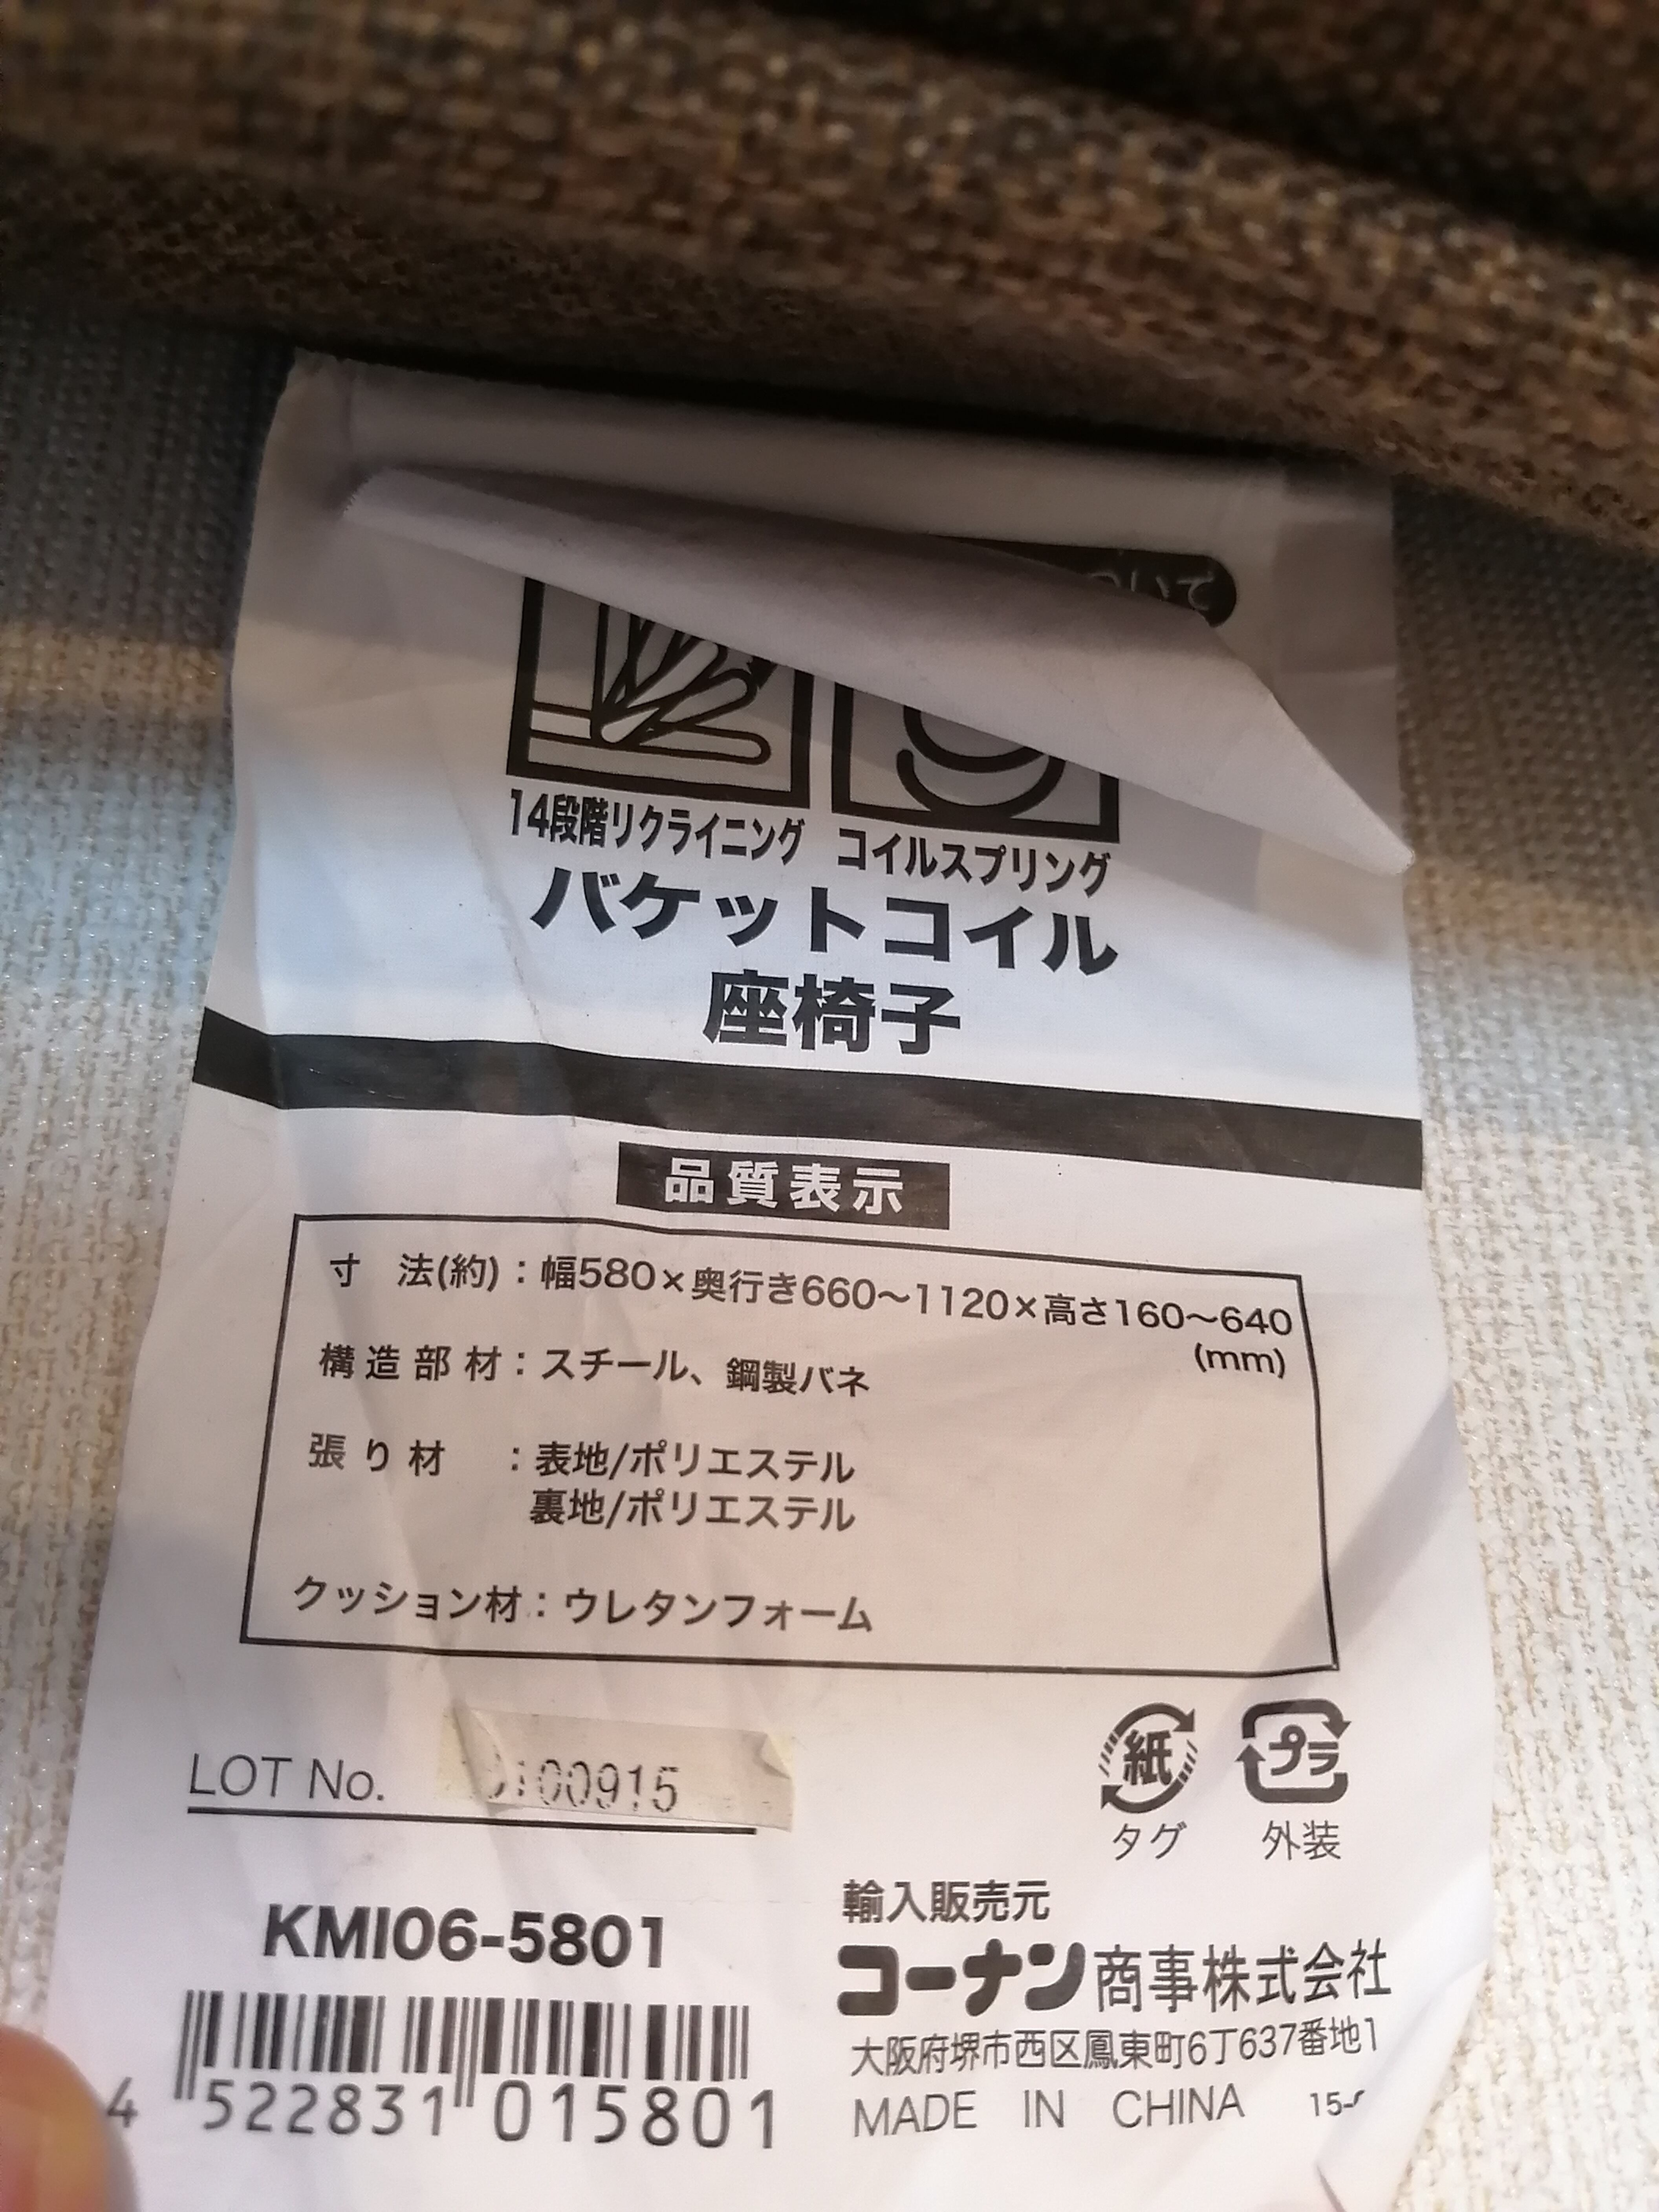 ついて
14段階リクライニング コイルスプリング
バケットコイル
座椅子
品質表示
寸 法(約):幅580×奥行き660〜1120×高さ160〜640
(mm)
構造部材:スチール、鋼製バネ
張り材 :表地/ポリエステル
裏地/ポリエステル
クッション材:ウレタンフォーム
紙 プラ
タグ 外装
LOT No.
KMI06-5801
4 522831 015801
輸入販売元
コーナン商事株式会社
大阪府堺市西区鳳東町6丁637番地1
MADE IN CHINA